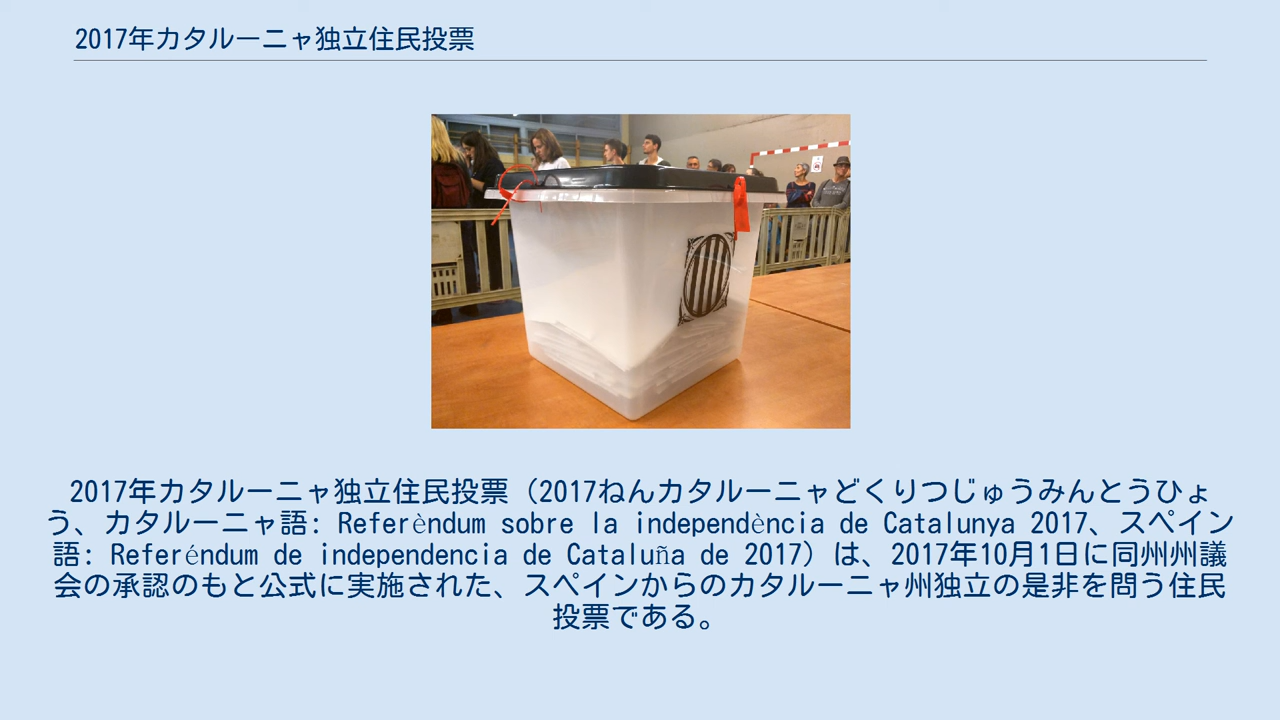 2017年カタルーニャ独立住民投票
2017年カタルーニャ独立住民投票（2017ねんカタルーニャどくりつじゅうみんとうひょ
う、カタルーニャ語: Referèndum sobre la independència de Catalunya 2017、スペイン
語: Referéndum de independencia de Cataluña de 2017）は、2017年10月1日に同州州議
会の承認のもと公式に実施された、スペインからのカタルーニャ州独立の是非を問う住民
投票である。